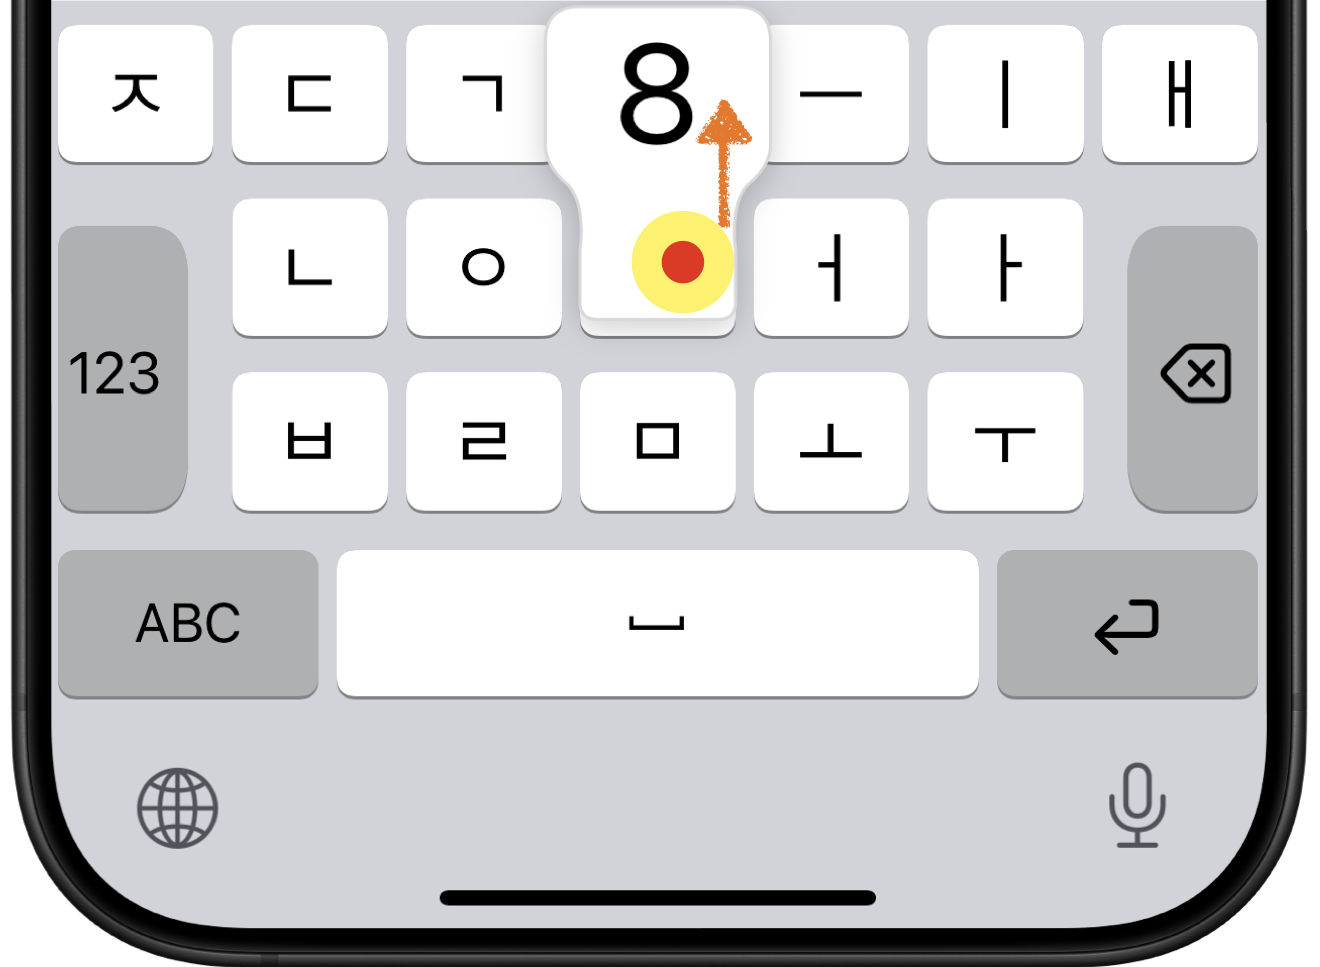 ㅈ ㄷ ㄱ 8 ㅡ ㅣ ㅐ
ㄴ ㅇ ㅓ ㅏ
123
ㅂ ㄹ ㅁ ㅗ ㅜ
ABC